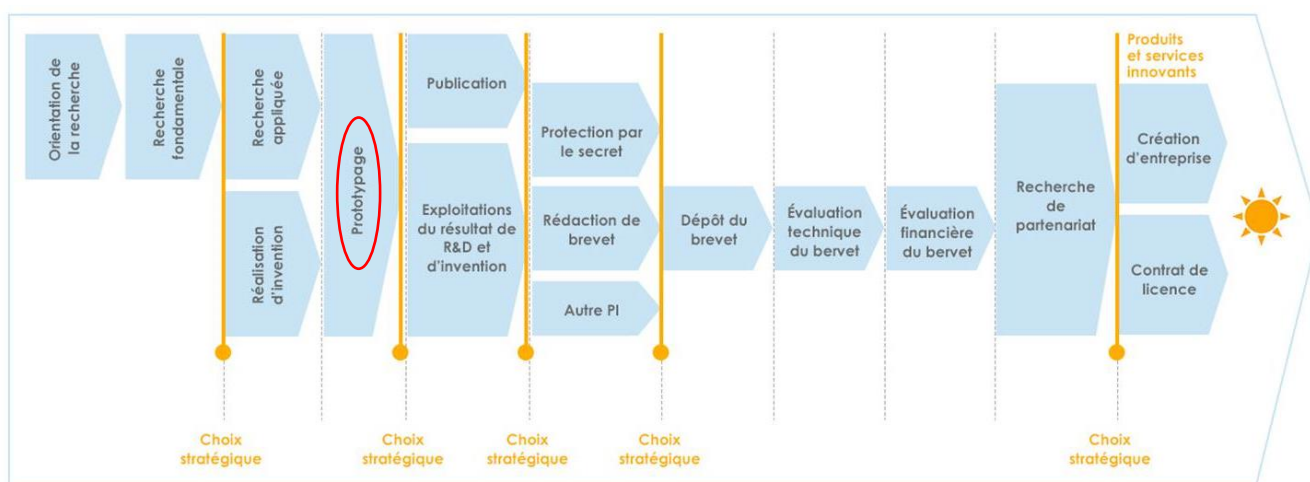 Orientation de
la recherche
Recherche
fondamentale
Recherche
appliquée
Réalisation
d'invention
Prototypage
Publication
Exploitations
du résultat de
R&D et
d'invention
Protection par
le secret
Rédaction de
brevet
Autre PI
Dépôt du
brevet
Évaluation
technique
du bervet
Évaluation
financière
du bervet
Recherche
de
partenariat
Produits
et services
innovants
Création
d'entreprise
Contrat de
licence
Choix
stratégique
Choix
stratégique
Choix
stratégique
Choix
stratégique
Choix
stratégique